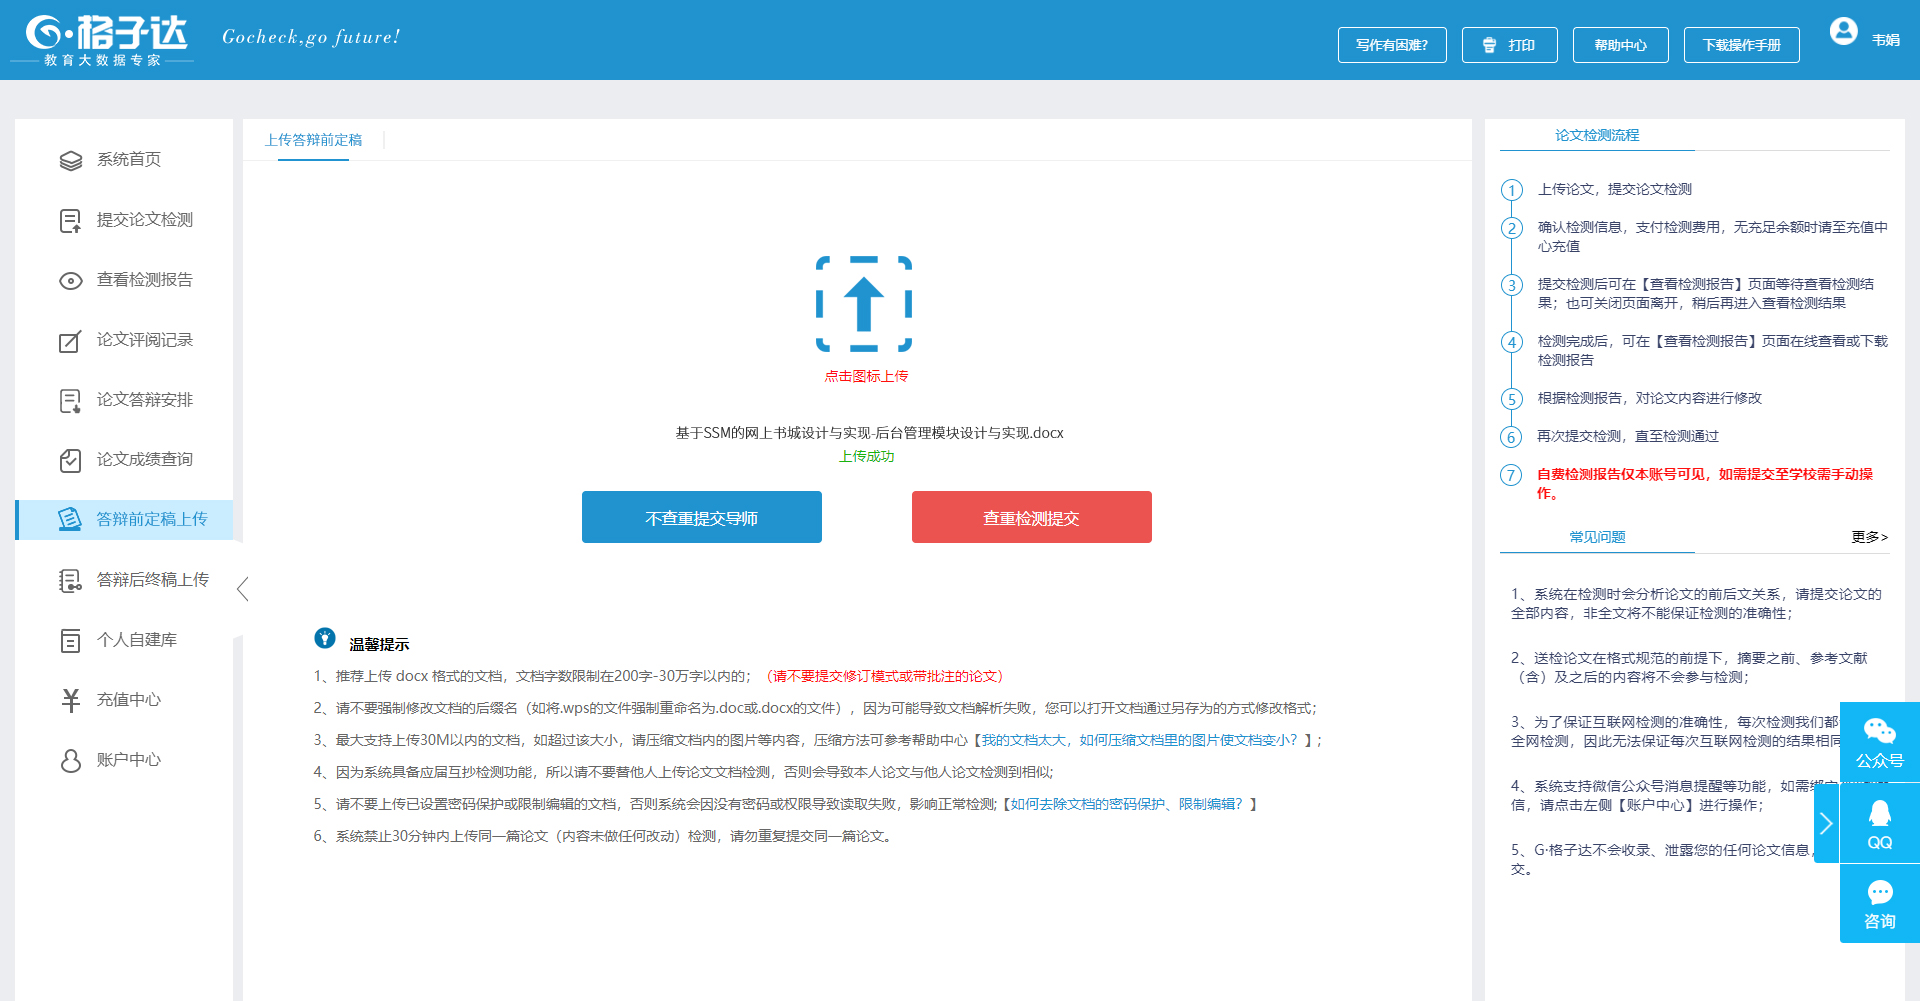 G·格子达
教育大数据专家
Gocheck,go future!
写作有困难?
打印
帮助中心
下载操作手册
韦娟
系统首页
提交论文检测
查看检测报告
论文评阅记录
论文答辩安排
论文成绩查询
答辩前定稿上传
答辩后终稿上传
个人自建库
充值中心
账户中心
上传答辩前定稿
点击图标上传
基于SSM的网上书城设计与实现-后台管理模块设计与实现.docx
上传成功
不查重提交导师
查重检测提交
温馨提示
1、推荐上传 docx 格式的文档，文档字数限制在200字-30万字以内的；（请不要提交修订模式或带批注的论文）
2、请不要强制修改文档的后缀名（如将.wps的文件强制重命名为.doc或.docx的文件），因为可能导致文档解析失败，您可以打开文档通过另存为的方式修改格式；
3、最大支持上传30M以内的文档，如超过该大小，请压缩文档内的图片等内容，压缩方法可参考帮助中心【我的文档太大，如何压缩文档里的图片使文档变小？】；
4、因为系统具备应届互抄检测功能，所以请不要替他人上传论文文档检测，否则会导致本人论文与他人论文检测到相似;
5、请不要上传已设置密码保护或限制编辑的文档，否则系统会因没有密码或权限导致读取失败，影响正常检测;【如何去除文档的密码保护、限制编辑？】
6、系统禁止30分钟内上传同一篇论文（内容未做任何改动）检测，请勿重复提交同一篇论文。
论文检测流程
1 上传论文，提交论文检测
2 确认检测信息，支付检测费用，无充足余额时请至充值中
心充值
3 提交检测后可在【查看检测报告】页面等待查看检测结
果；也可关闭页面离开，稍后再进入查看检测结果
4 检测完成后，可在【查看检测报告】页面在线查看或下载
检测报告
5 根据检测报告，对论文内容进行修改
6 再次提交检测，直至检测通过
7 自费检测报告仅本账号可见，如需提交至学校需手动操
作。
常见问题 更多>
1、系统在检测时会分析论文的前后文关系，请提交论文的
全部内容，非全文将不能保证检测的准确性；
2、送检论文在格式规范的前提下，摘要之前、参考文献
（含）及之后的内容将不会参与检测；
3、为了保证互联网检测的准确性，每次检测我们都
全网检测，因此无法保证每次互联网检测的结果相同
4、系统支持微信公众号消息提醒等功能，如需绑
信，请点击左侧【账户中心】进行操作；
5、G·格子达不会收录、泄露您的任何论文信息，
交。
公众号
QQ
咨询